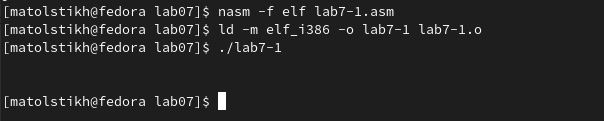 [matolstikh@fedora lab07]$ nasm -f elf lab7-1.asm
[matolstikh@fedora lab07]$ ld -m elf_i386 -o lab7-1 lab7-1.o
[matolstikh@fedora lab07]$ ./lab7-1
[matolstikh@fedora lab07]$